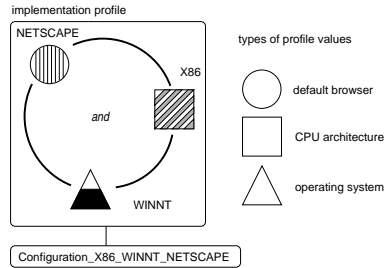 implementation profile
NETSCAPE
X86
and
WINNT
Configuration_X86_WINNT_NETSCAPE
types of profile values
default browser
CPU architecture
operating system